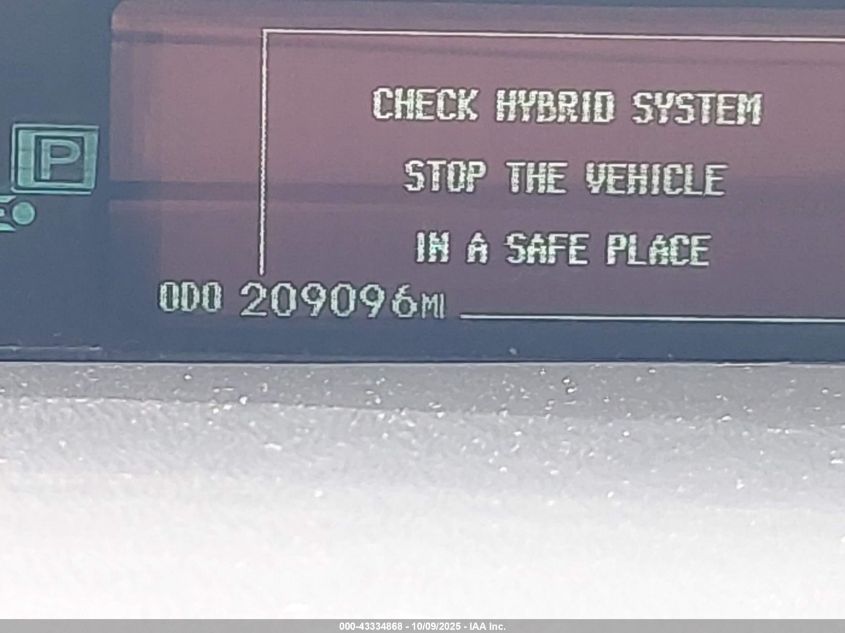 CHECK HYBRID SYSTEM
P
STOP THE VEHICLE
IN A SAFE PLACE
ODO 209096MI
000-43334868 - 10/09/2025 - IAA Inc.